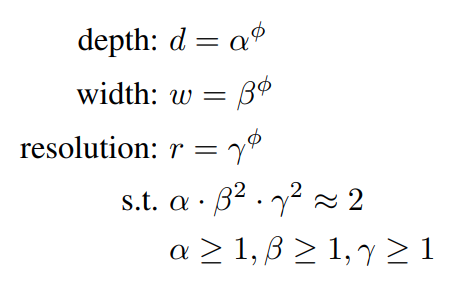 depth: d = α^ϕ
width: w = β^ϕ
resolution: r = γ^ϕ
s.t. α · β² · γ² ≈ 2
α ≥ 1, β ≥ 1, γ ≥ 1